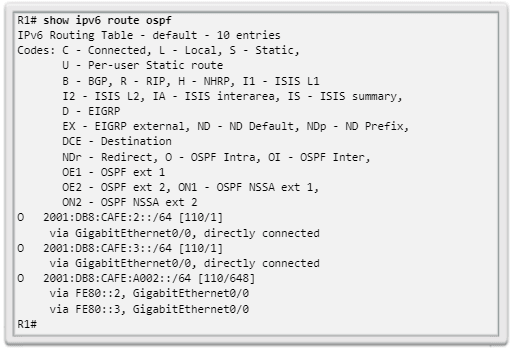 R1# show ipv6 route ospf
IPv6 Routing Table - default - 10 entries
Codes: C - Connected, L - Local, S - Static,
U - Per-user Static route
B - BGP, R - RIP, H - NHRP, I1 - ISIS L1
I2 - ISIS L2, IA - ISIS interarea, IS - ISIS summary,
D - EIGRP
EX - EIGRP external, ND - ND Default, NDp - ND Prefix,
DCE - Destination
NDr - Redirect, O - OSPF Intra, OI - OSPF Inter,
OE1 - OSPF ext 1
OE2 - OSPF ext 2, ON1 - OSPF NSSA ext 1,
ON2 - OSPF NSSA ext 2
O 2001:DB8:CAFE:2::/64 [110/1]
via GigabitEthernet0/0, directly connected
O 2001:DB8:CAFE:3::/64 [110/1]
via GigabitEthernet0/0, directly connected
O 2001:DB8:CAFE:A002::/64 [110/648]
via FE80::2, GigabitEthernet0/0
via FE80::3, GigabitEthernet0/0
R1#